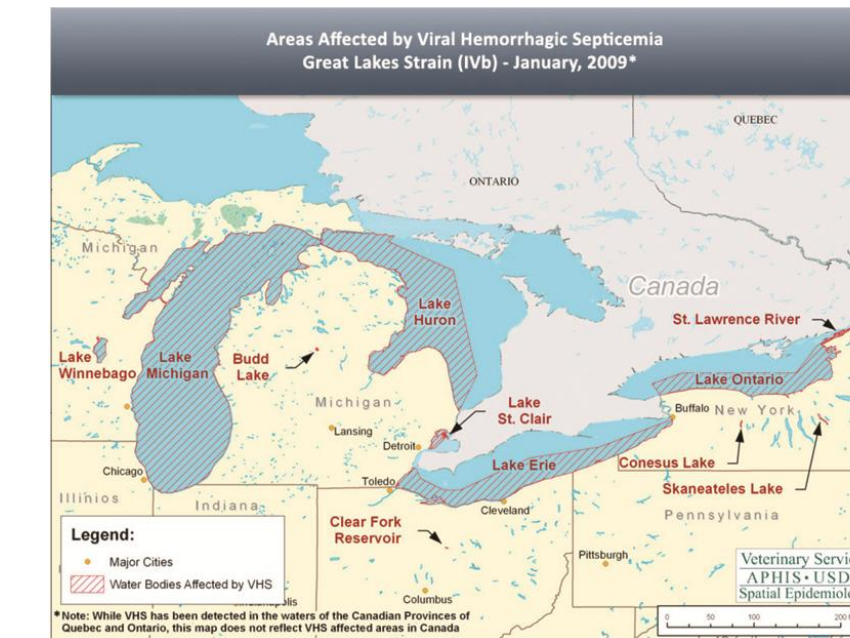 Areas Affected by Viral Hemorrhagic Septicemia
Great Lakes Strain (IVb) - January, 2009*
QUEBEC
ONTARIO
Michigan
Canada
Lake
Huron
St. Lawrence River
Lake
Winnebago
Lake
Michigan
Budd
Lake
Lake Ontario
Michigan
Lake
St. Clair
Buffalo
New York
Lansing
Detroit
Lake Erie
Conesus Lake
Chicago
Toledo
Skaneateles Lake
Illinios
Indiana
Cleveland
Pennsylvania
Clear Fork
Reservoir
Legend:
Major Cities
Water Bodies Affected by VHS
Pittsburgh
Veterinary Servi
APHIS • USD
Spatial Epidemiolo
Columbus
*Note: While VHS has been detected in the waters of the Canadian Provinces of
Quebec and Ontario, this map does not reflect VHS affected areas in Canada
0 50 100 200